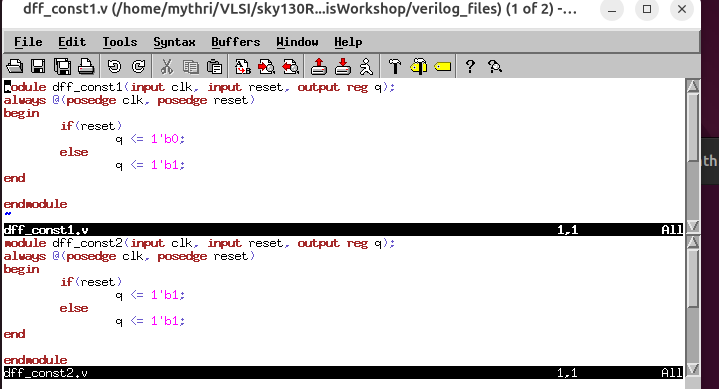 dff_const1.v (/home/mythri/VLSI/sky130R...isWorkshop/verilog_files) (1 of 2) -...
File Edit Tools Syntax Buffers Window Help
module dff_const1(input clk, input reset, output reg q);
always @(posedge clk, posedge reset)
begin
        if(reset)
                q <= 1'b0;
        else
                q <= 1'b1;
end

endmodule
~
dff_const1.v 1,1 All
module dff_const2(input clk, input reset, output reg q);
always @(posedge clk, posedge reset)
begin
        if(reset)
                q <= 1'b1;
        else
                q <= 1'b1;
end

endmodule
dff_const2.v 1,1 All